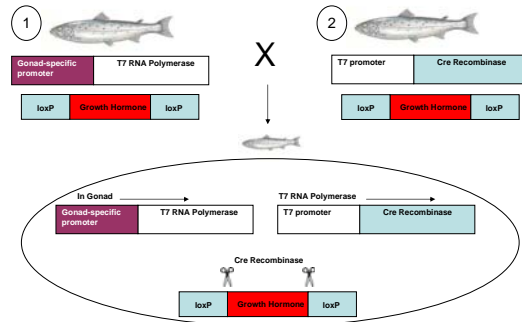 1
2
X
Gonad-specific promoter
T7 RNA Polymerase
T7 promoter
Cre Recombinase
loxP
Growth Hormone
loxP
loxP
Growth Hormone
loxP
In Gonad
T7 RNA Polymerase
Gonad-specific
promoter
T7 RNA Polymerase
T7 promoter
Cre Recombinase
Cre Recombinase
loxP
Growth Hormone
loxP